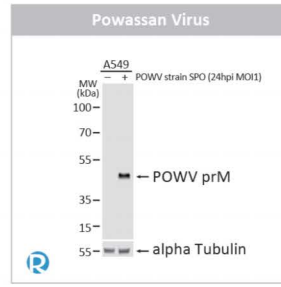 Powassan Virus
A549
− + POWV strain SPO (24hpi MOI1)
MW
(kDa)
100
70
55
POWV prM
35
15
55 alpha Tubulin
R